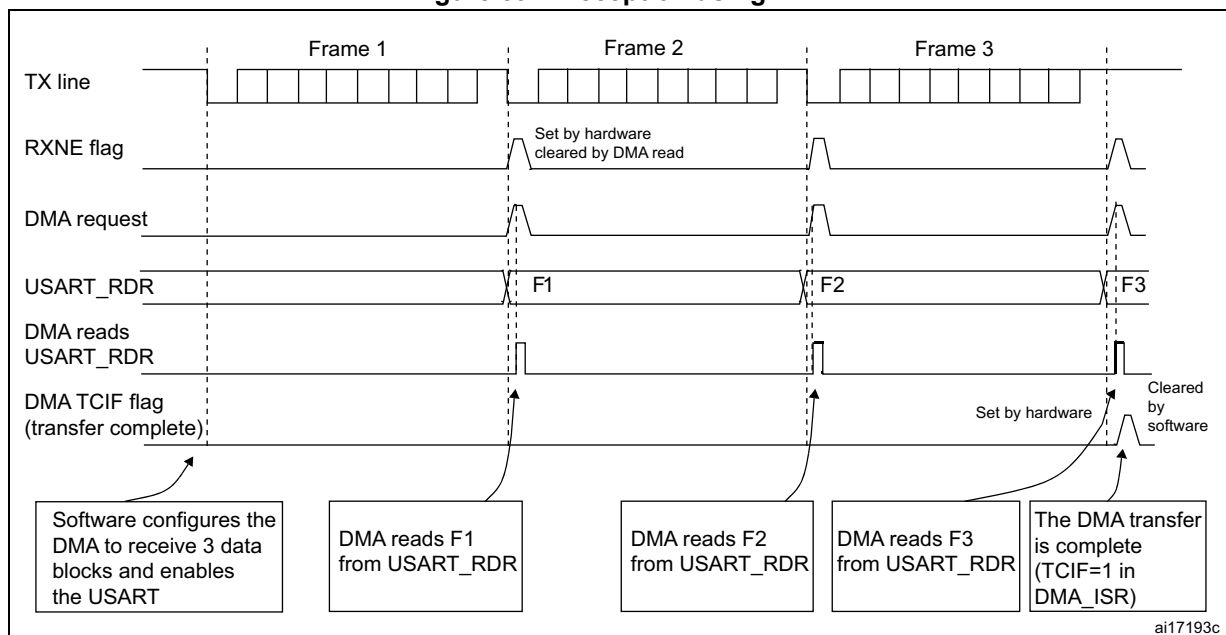 Frame 1
Frame 2
Frame 3
TX line
Set by hardware
cleared by DMA read
RXNE flag
DMA request
USART_RDR
F1
F2
F3
DMA reads
USART_RDR
DMA TCIF flag
(transfer complete)
Set by hardware
Cleared
by
software
Software configures the
DMA to receive 3 data
blocks and enables
the USART
DMA reads F1
from USART_RDR
DMA reads F2
from USART_RDR
DMA reads F3
from USART_RDR
The DMA transfer
is complete
(TCIF=1 in
DMA_ISR)
ai17193c